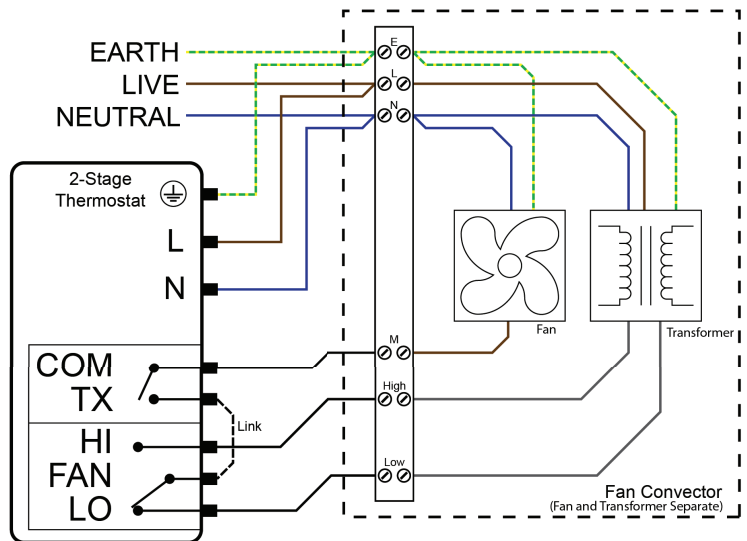 EARTH
LIVE
NEUTRAL
E
L
N
2-Stage
Thermostat
L
N
Fan
Transformer
M
High
Low
COM
TX
Link
HI
FAN
LO
Fan Convector
(Fan and Transformer Separate)